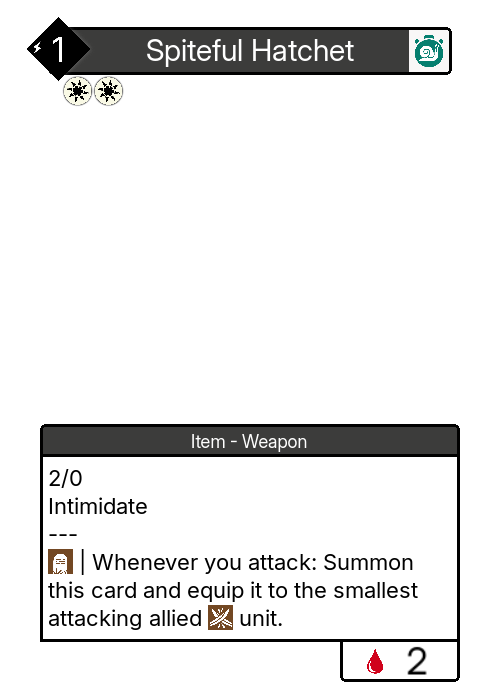 1 Spiteful Hatchet
Item - Weapon
2/0
Intimidate
---
| Whenever you attack: Summon
this card and equip it to the smallest
attacking allied unit.
2